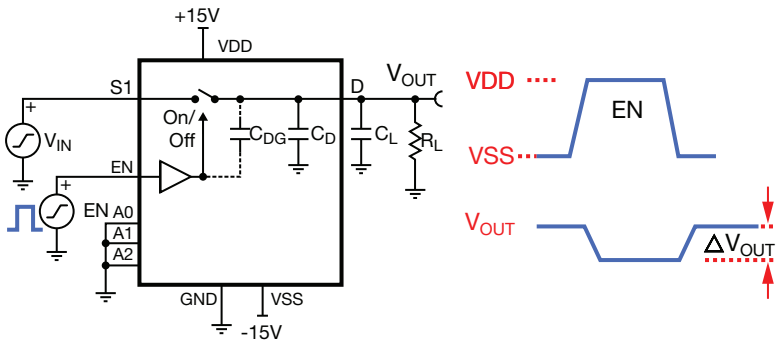 +15V
VDD
S1
D
VOUT
+
VIN
On/
Off
CDG
CD
CL
RL
EN
+
EN
A0
A1
A2
GND
VSS
-15V
VDD
EN
VSS
VOUT
ΔVOUT